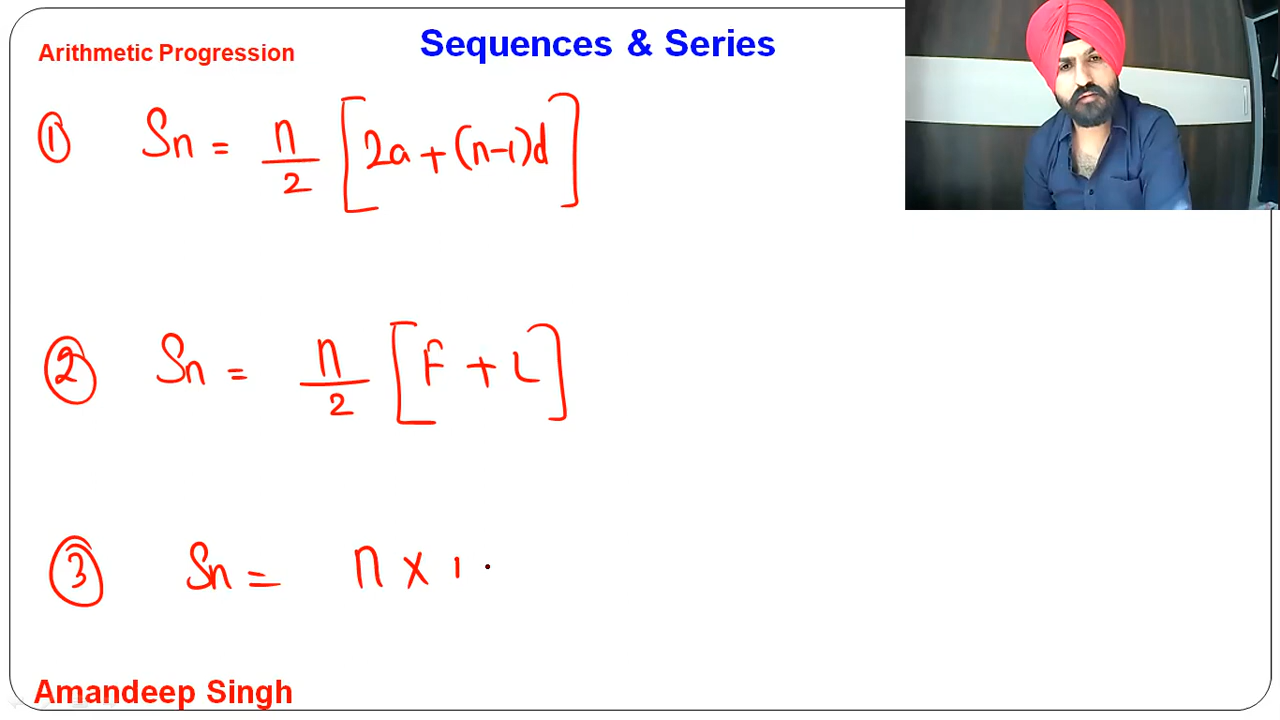 Sequences & Series
Arithmetic Progression
① Sn = n/2 [2a + (n-1)d]
② Sn = n/2 [F + L]
③ Sn = n ×
Amandeep Singh